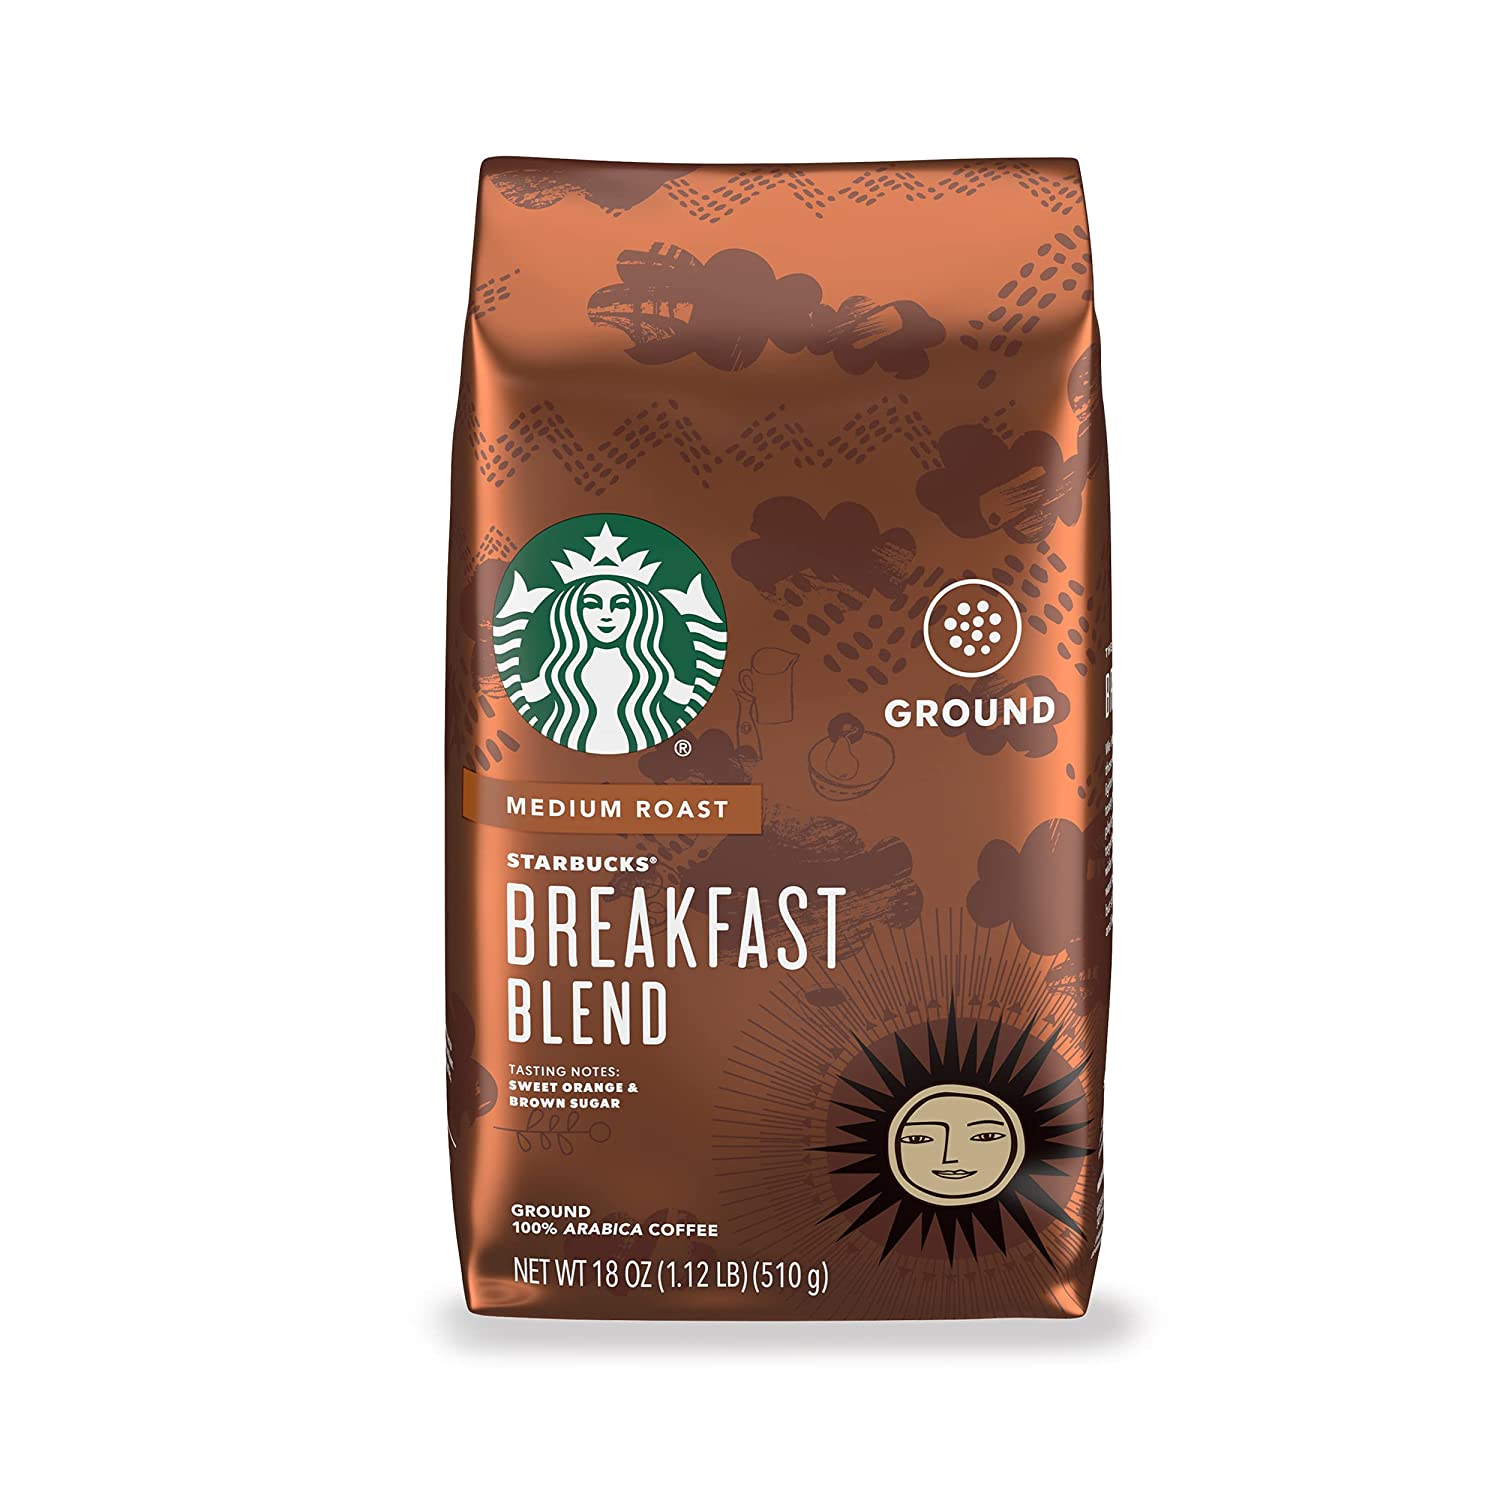 GROUND
®
MEDIUM ROAST
STARBUCKS®
BREAKFAST
BLEND
TASTING NOTES:
SWEET ORANGE &
BROWN SUGAR
GROUND
100% ARABICA COFFEE
NET WT 18 OZ (1.12 LB) (510 g)